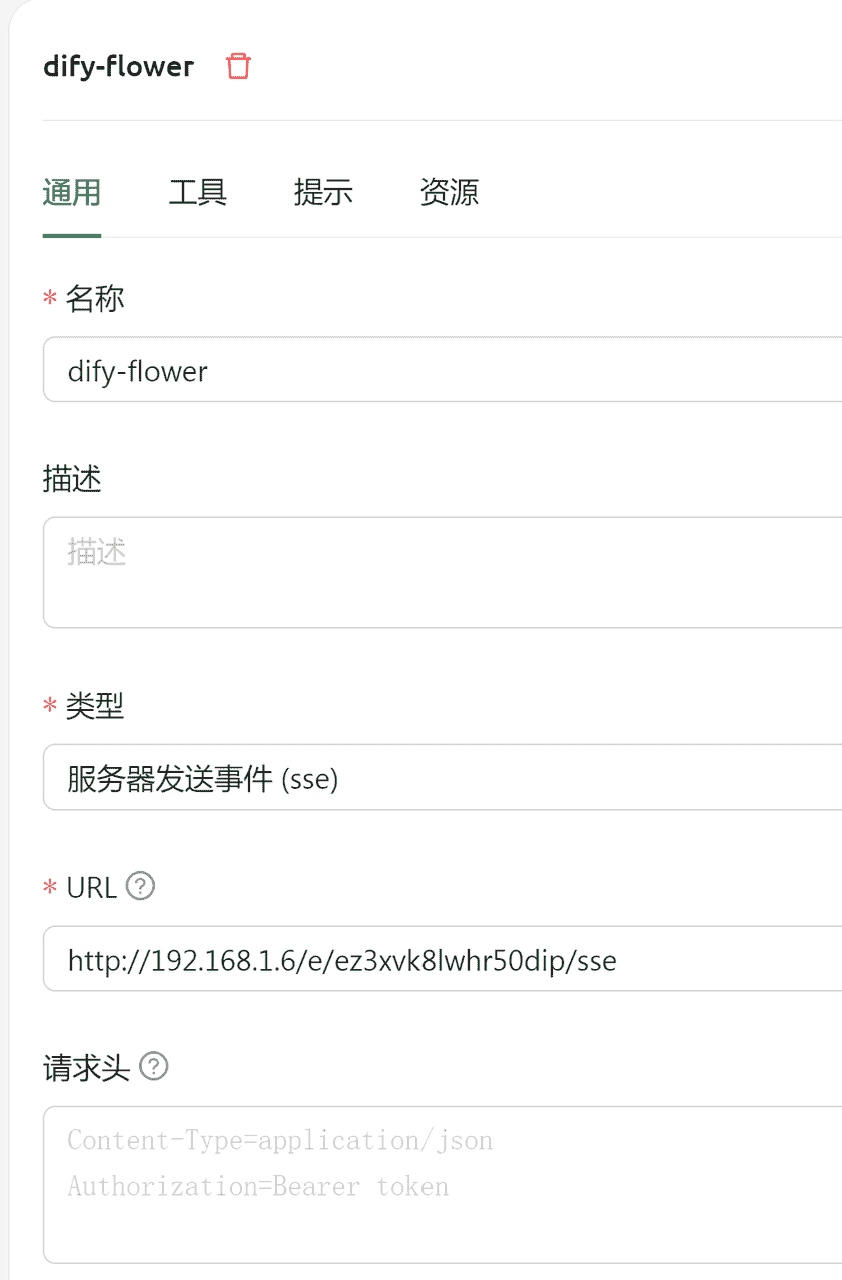 dify-flower
通用 工具 提示 资源
* 名称
dify-flower
描述
描述
* 类型
服务器发送事件 (sse)
* URL ?
http://192.168.1.6/e/ez3xvk8lwhr50dip/sse
请求头 ?
Content-Type=application/json
Authorization=Bearer token